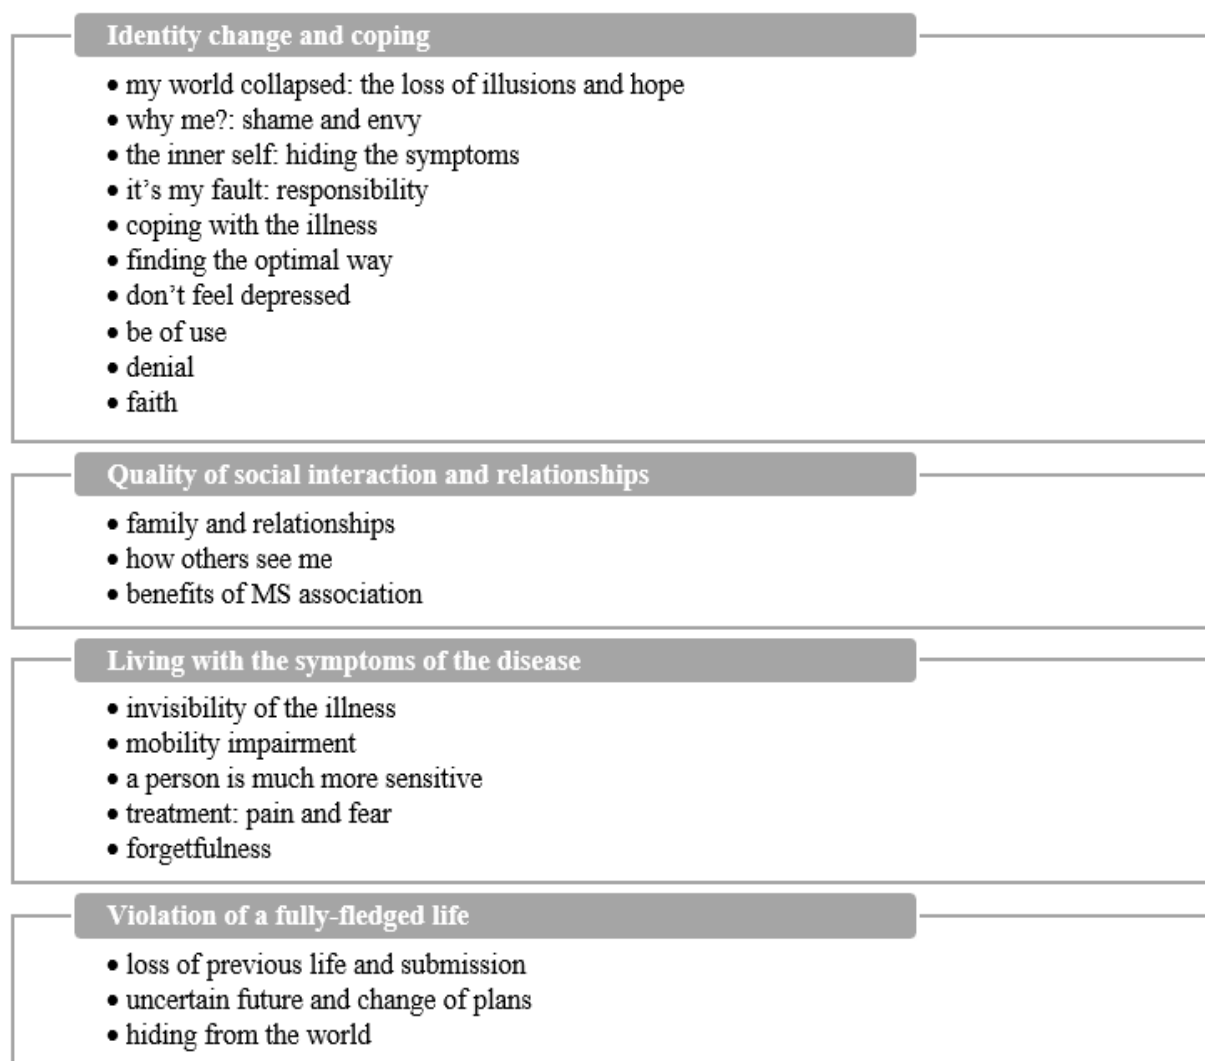 Identity change and coping
• my world collapsed: the loss of illusions and hope
• why me?: shame and envy
• the inner self: hiding the symptoms
• it’s my fault: responsibility
• coping with the illness
• finding the optimal way
• don’t feel depressed
• be of use
• denial
• faith
Quality of social interaction and relationships
• family and relationships
• how others see me
• benefits of MS association
Living with the symptoms of the disease
• invisibility of the illness
• mobility impairment
• a person is much more sensitive
• treatment: pain and fear
• forgetfulness
Violation of a fully-fledged life
• loss of previous life and submission
• uncertain future and change of plans
• hiding from the world